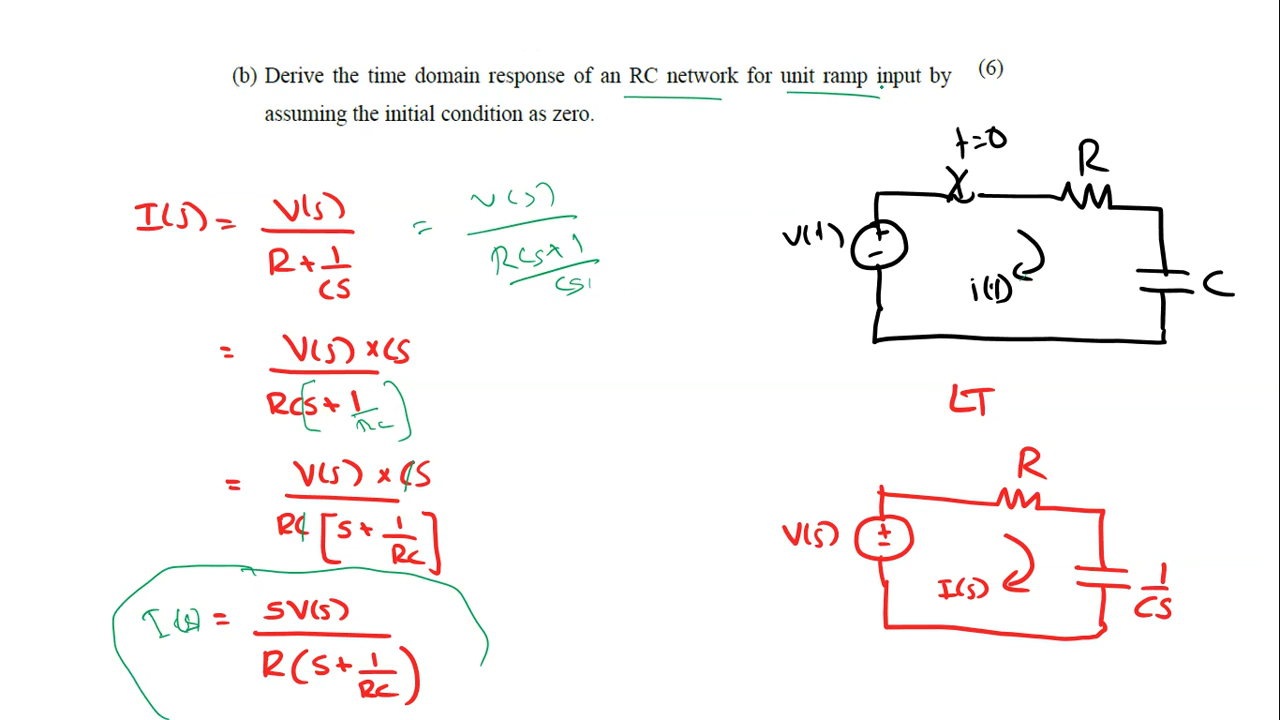 (b) Derive the time domain response of an RC network for unit ramp input by (6)
assuming the initial condition as zero.
t=0
R
v(t)
+
-
i(t)
C
I(s) = V(s) / (R + 1/CS) = V(s) / ((RCS+1)/CS)
= V(s) × CS / RC[S + 1/RC]
= V(s) × CS / RC [S + 1/RC]
I(s) = SV(s) / R(S + 1/RC)
LT
R
V(s)
+
-
I(s)
1/CS